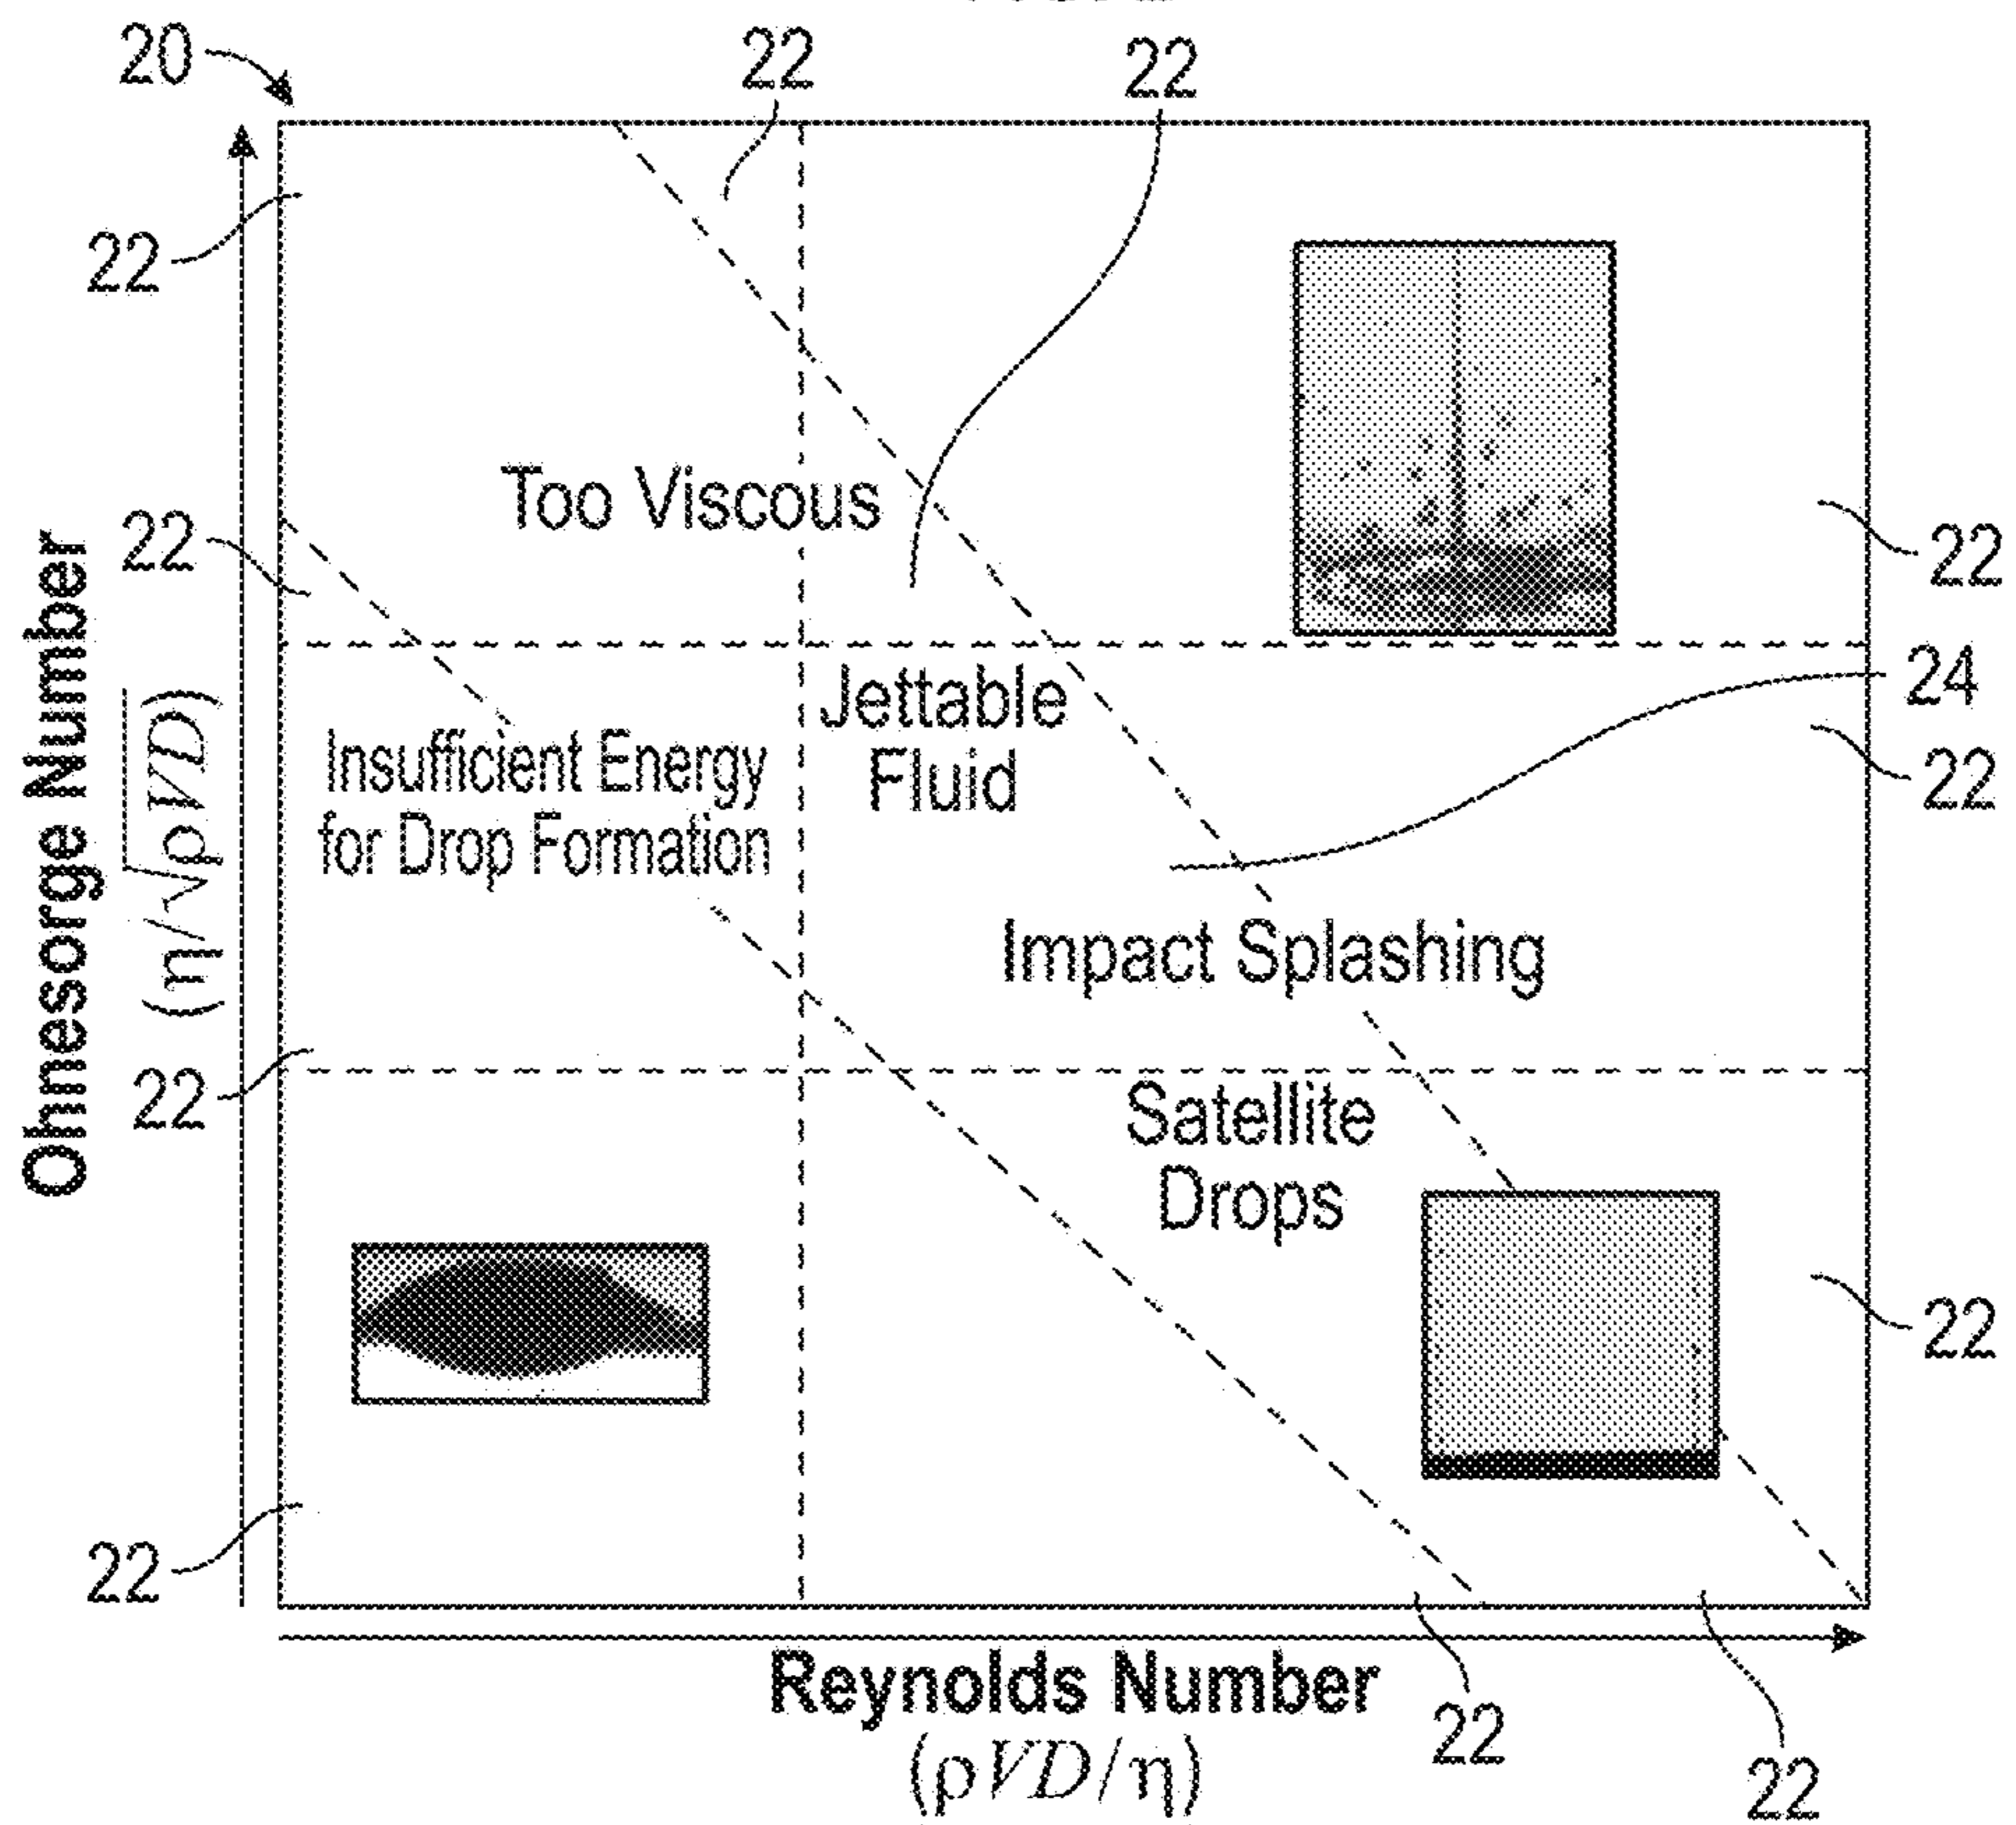 20
22
22
22
Too Viscous
22
22
24
Jettable
Fluid
22
Insufficient Energy
for Drop Formation
Impact Splashing
22
Satellite
Drops
22
22
Ohnesorge Number
(η/√ρVD)
Reynolds Number
(ρVD/η)
22
22